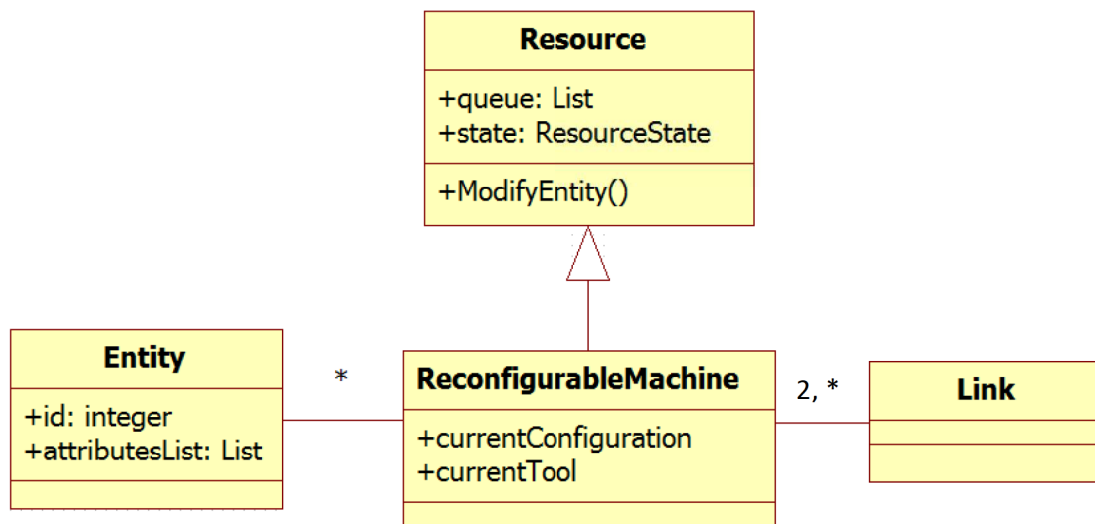 Resource
+queue: List
+state: ResourceState
+ModifyEntity()
Entity
+id: integer
+attributesList: List
*
ReconfigurableMachine
+currentConfiguration
+currentTool
2, *
Link